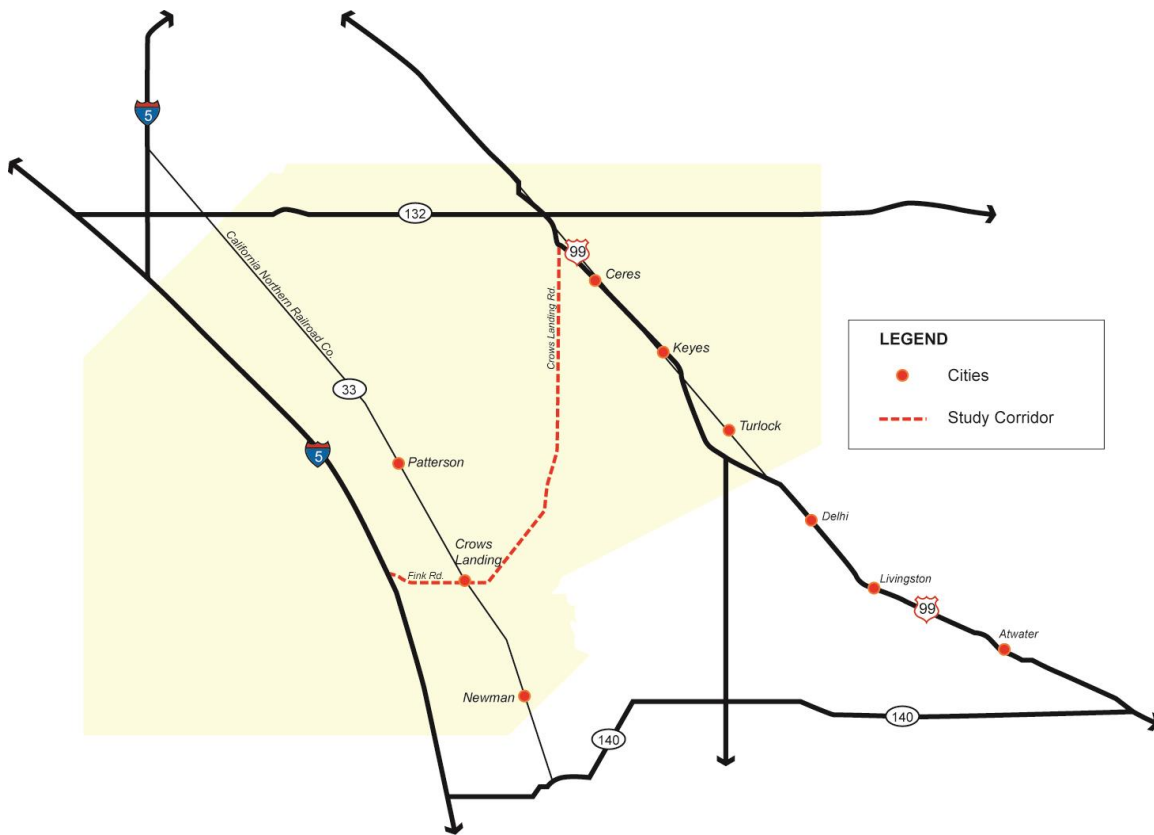 5
132
99
California Northern Railroad Co.
Crows Landing Rd.
Ceres
LEGEND
Keyes
Cities
33
Study Corridor
Turlock
5
Patterson
Delhi
Crows
Landing
Fink Rd.
Livingston
99
Atwater
Newman
140
140